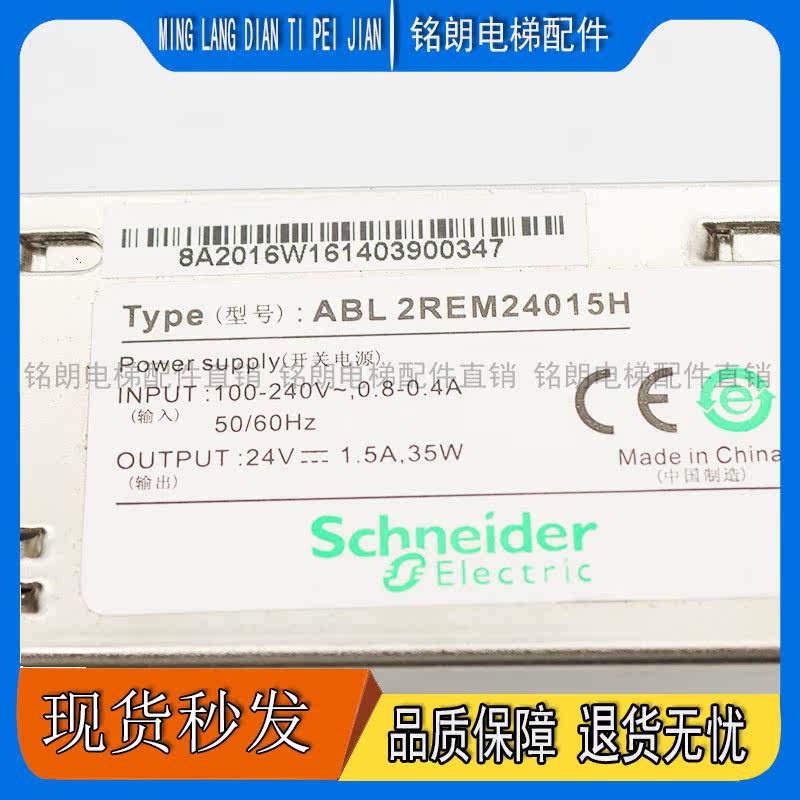 MING LANG DIAN TI PEI JIAN 铭朗电梯配件
8A2016W161403900347
Type (型号) : ABL 2REM24015H
Power supply(开关电源)
铭朗电梯配件直销 铭朗电梯配件直销 铭朗电梯配件直销
INPUT :100-240V~,0.8-0.4A
(输入)
50/60Hz
OUTPUT :24V⎓ 1.5A,35W
(输出)
CE e
Made in China
(中国制造)
Schneider
Electric
现货秒发
品质保障 退货无忧